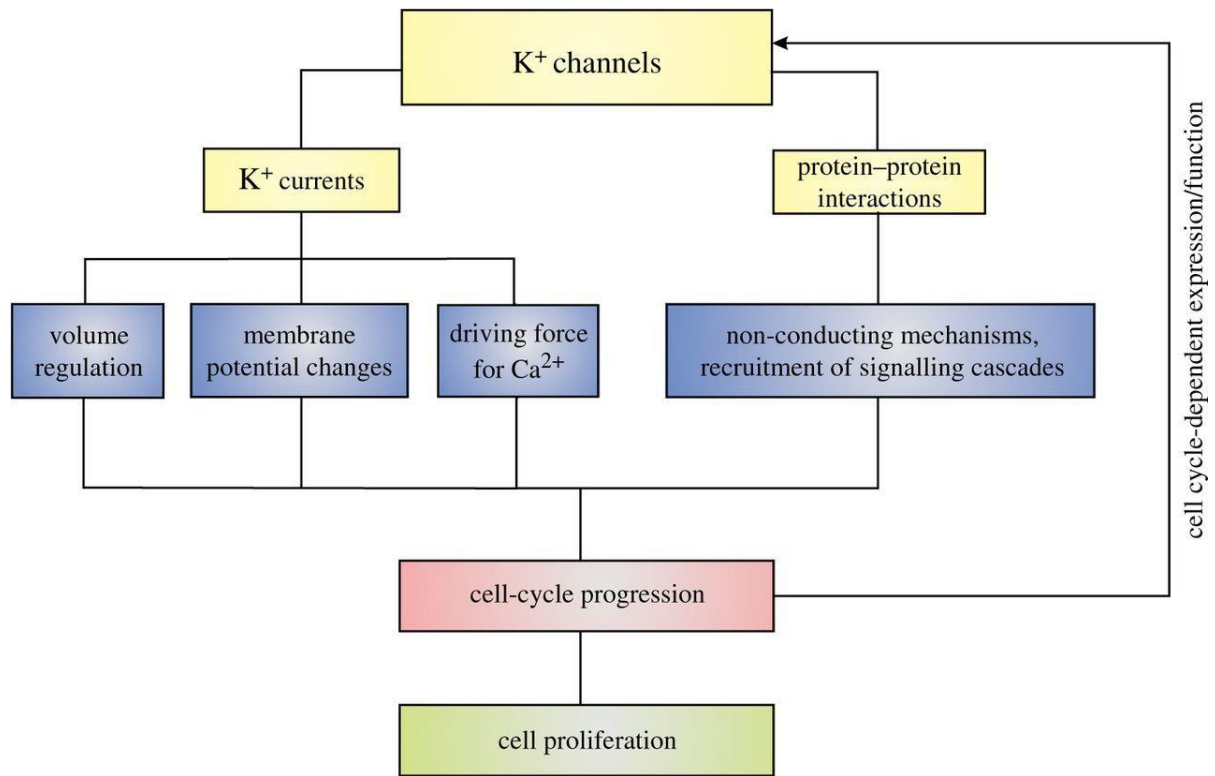 K⁺ channels
K⁺ currents
protein–protein
interactions
volume
regulation
membrane
potential changes
driving force
for Ca²⁺
non-conducting mechanisms,
recruitment of signalling cascades
cell cycle-dependent expression/function
cell-cycle progression
cell proliferation